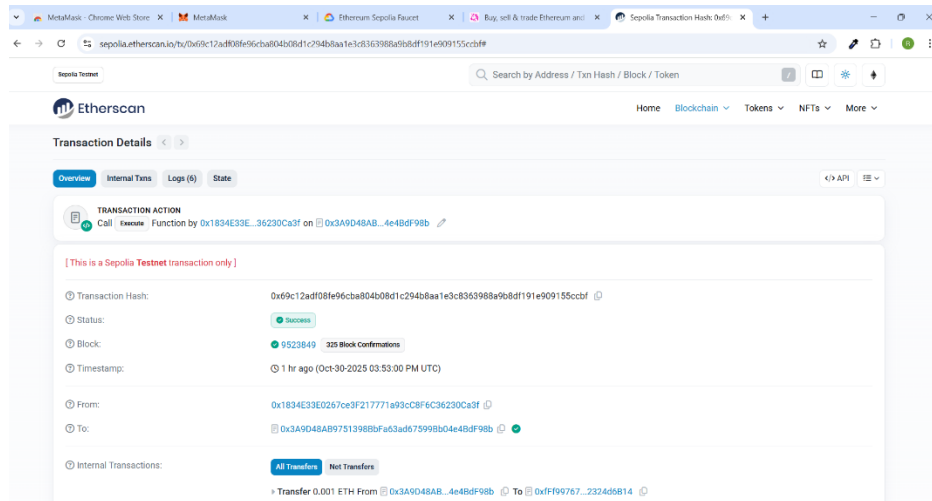 MetaMask - Chrome Web Store
MetaMask
Ethereum Sepolia Faucet
Buy, sell & trade Ethereum and
Sepolia Transaction Hash: 0x69c
sepolia.etherscan.io/tx/0x69c12adf08fe96cba804b08d1c294b8aa1e3c8363988a9b8df191e909155ccbf#
R
Sepolia Testnet
Search by Address / Txn Hash / Block / Token
/
Etherscan
Home Blockchain Tokens NFTs More
Transaction Details
Overview Internal Txns Logs (6) State
</> API
TRANSACTION ACTION
Call Execute Function by 0x1834E33E...36230Ca3f on 0x3A9D48AB...4e4BdF98b
[ This is a Sepolia Testnet transaction only ]
Transaction Hash: 0x69c12adf08fe96cba804b08d1c294b8aa1e3c8363988a9b8df191e909155ccbf
Status: Success
Block: 9523849 325 Block Confirmations
Timestamp: 1 hr ago (Oct-30-2025 03:53:00 PM UTC)
From: 0x1834E33E0267ce3F217771a93cC8F6C36230Ca3f
To: 0x3A9D48AB9751398BbFa63ad67599Bb04e4BdF98b
Internal Transactions: All Transfers Net Transfers
Transfer 0.001 ETH From 0x3A9D48AB...4e4BdF98b To 0xfFf99767...2324d6B14